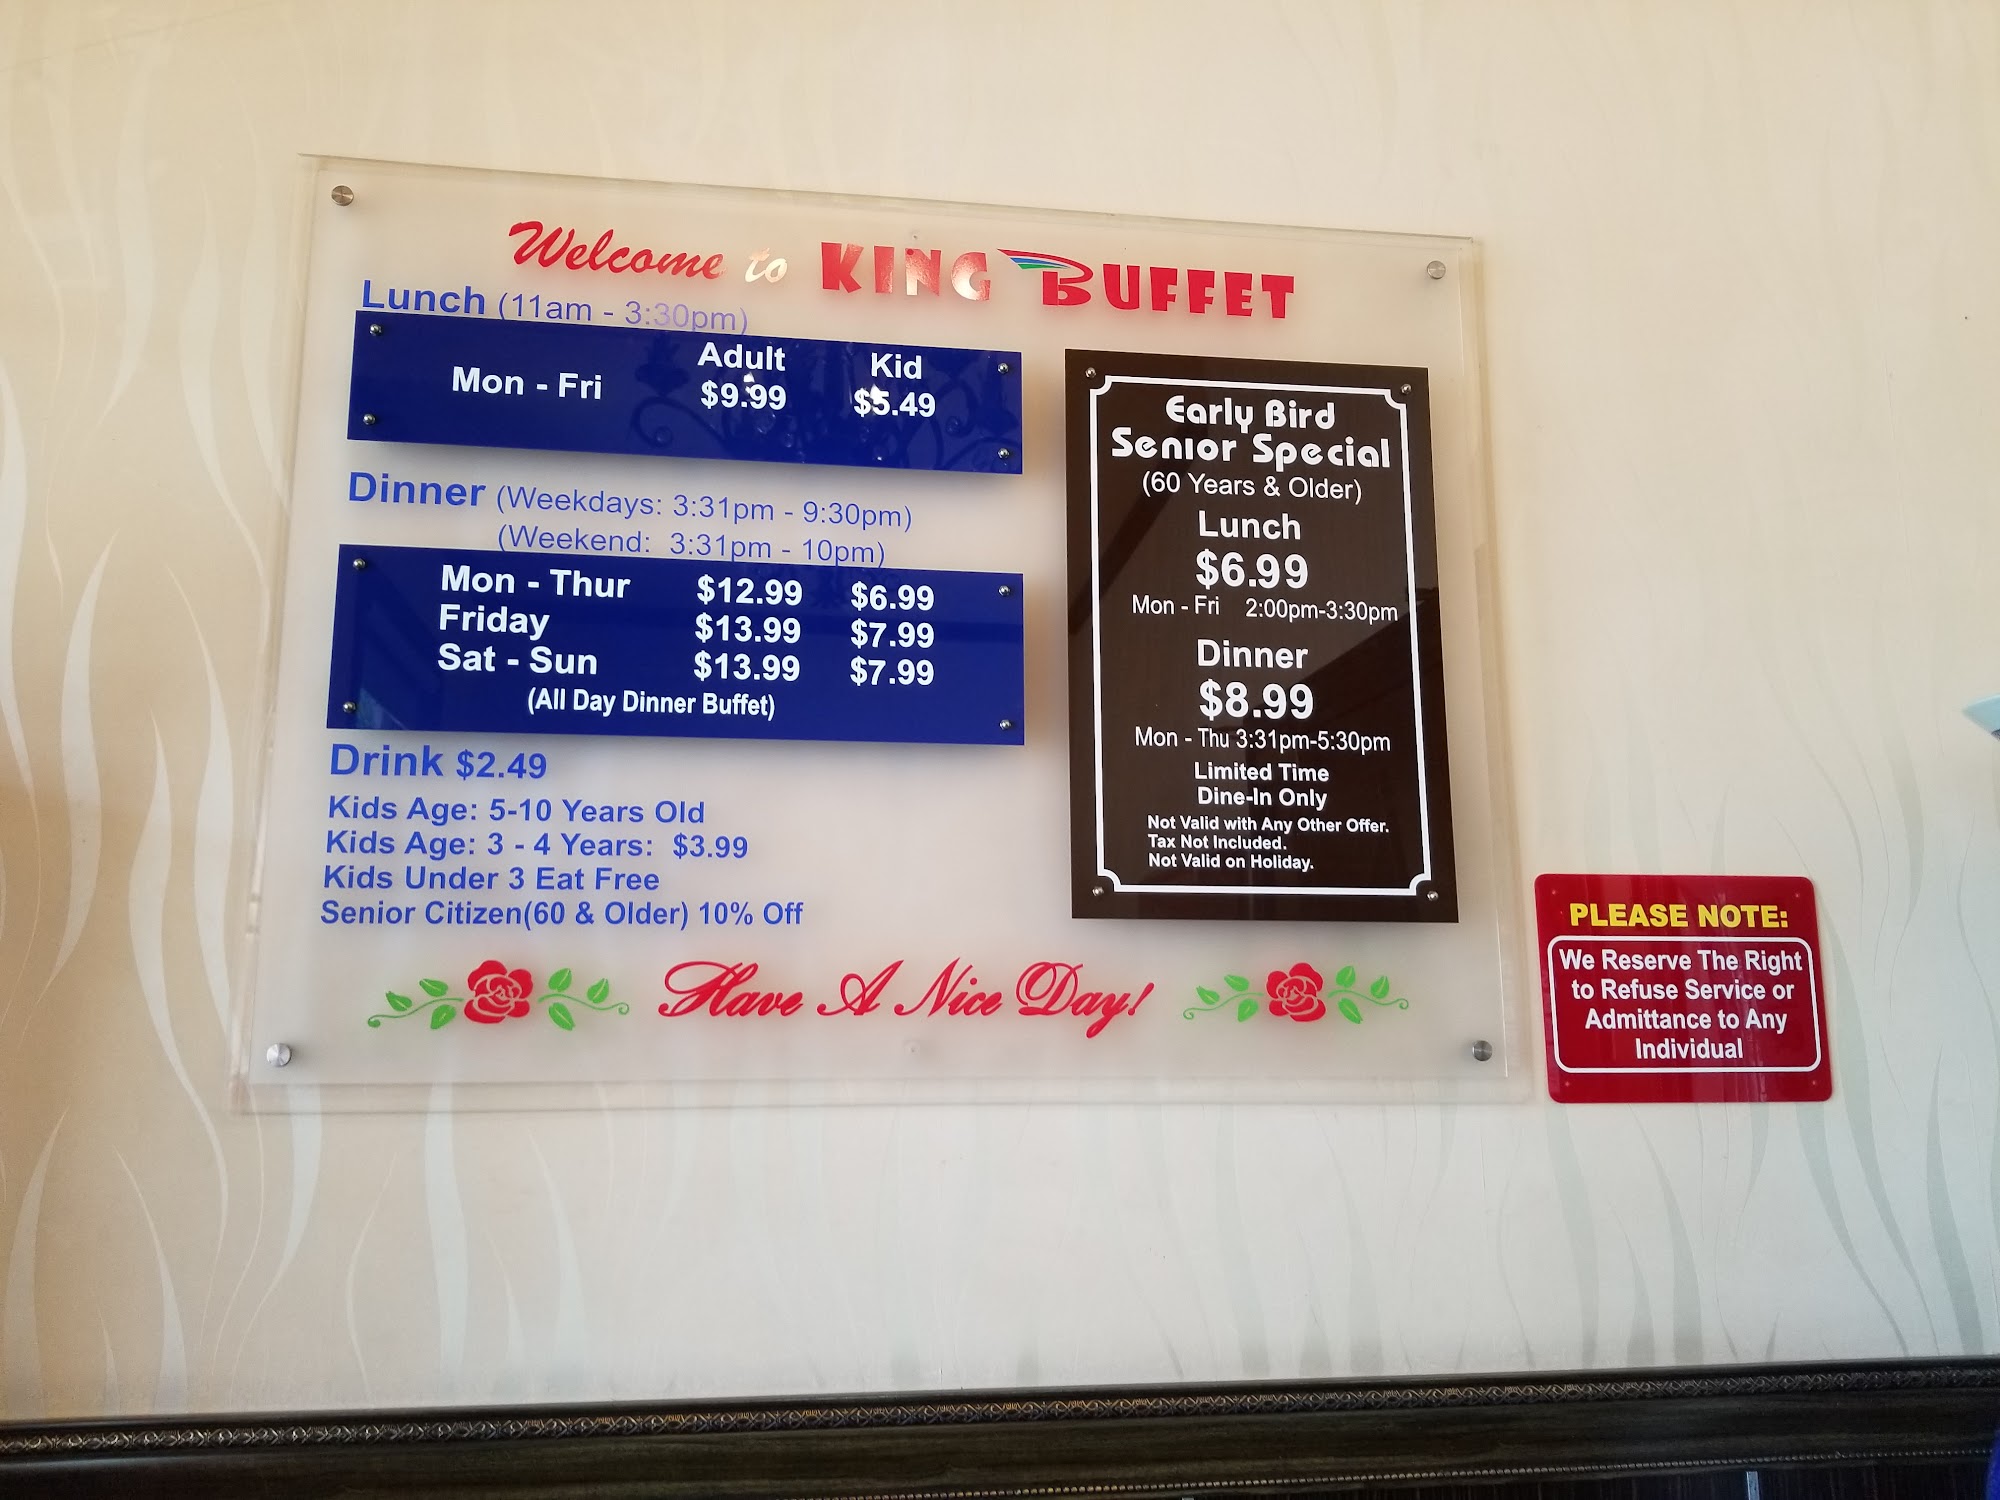 Welcome to KING BUFFET
Lunch (11am - 3:30pm)
Adult Kid
Mon - Fri $9.99 $5.49
Dinner (Weekdays: 3:31pm - 9:30pm)
(Weekend: 3:31pm - 10pm)
Mon - Thur $12.99 $6.99
Friday $13.99 $7.99
Sat - Sun $13.99 $7.99
(All Day Dinner Buffet)
Drink $2.49
Kids Age: 5-10 Years Old
Kids Age: 3 - 4 Years: $3.99
Kids Under 3 Eat Free
Senior Citizen(60 & Older) 10% Off
Early Bird
Senior Special
(60 Years & Older)
Lunch
$6.99
Mon - Fri 2:00pm-3:30pm
Dinner
$8.99
Mon - Thu 3:31pm-5:30pm
Limited Time
Dine-In Only
Not Valid with Any Other Offer.
Tax Not Included.
Not Valid on Holiday.
Have A Nice Day!
PLEASE NOTE:
We Reserve The Right
to Refuse Service or
Admittance to Any
Individual